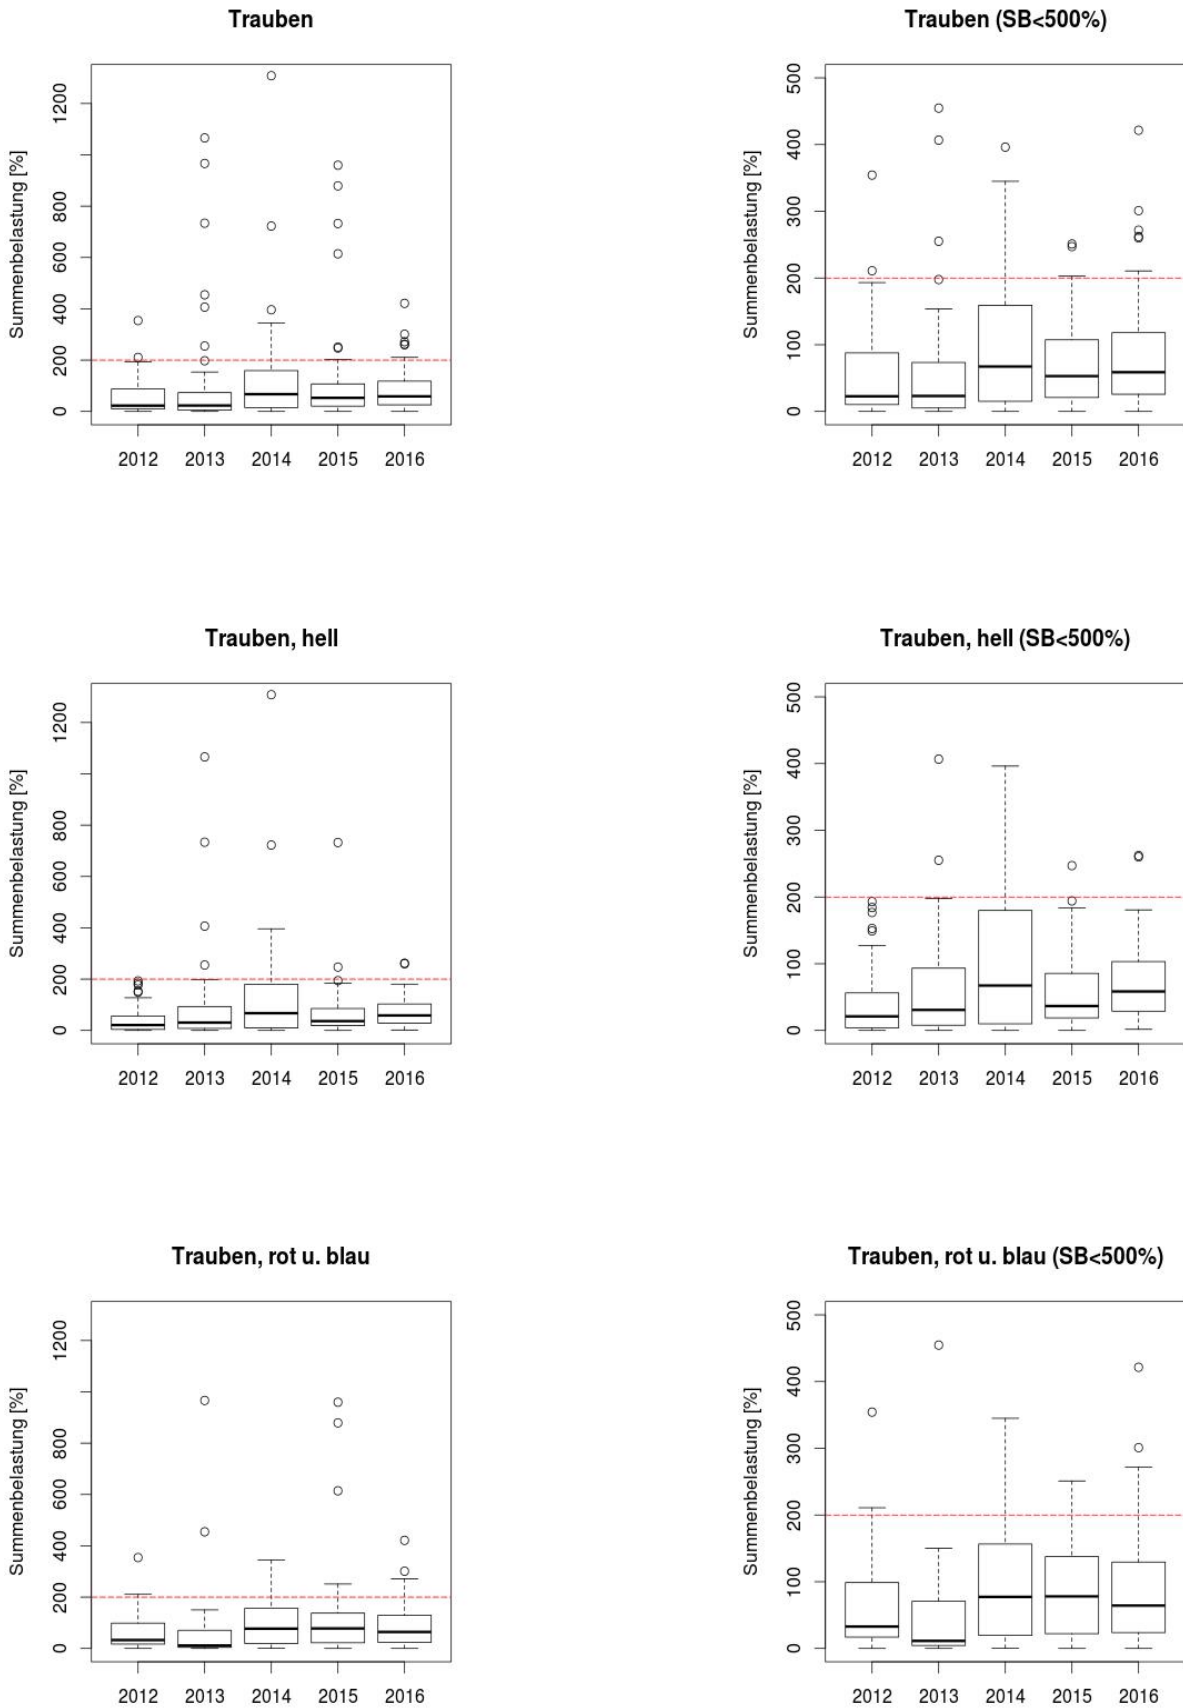 Trauben
Summenbelastung [%]
1200
800
600
400
200
0
2012 2013 2014 2015 2016
Trauben (SB<500%)
Summenbelastung [%]
500
400
300
200
100
0
2012 2013 2014 2015 2016
Trauben, hell
Summenbelastung [%]
1200
800
600
400
200
0
2012 2013 2014 2015 2016
Trauben, hell (SB<500%)
Summenbelastung [%]
500
400
300
200
100
0
2012 2013 2014 2015 2016
Trauben, rot u. blau
Summenbelastung [%]
1200
800
600
400
200
0
2012 2013 2014 2015 2016
Trauben, rot u. blau (SB<500%)
Summenbelastung [%]
500
400
300
200
100
0
2012 2013 2014 2015 2016